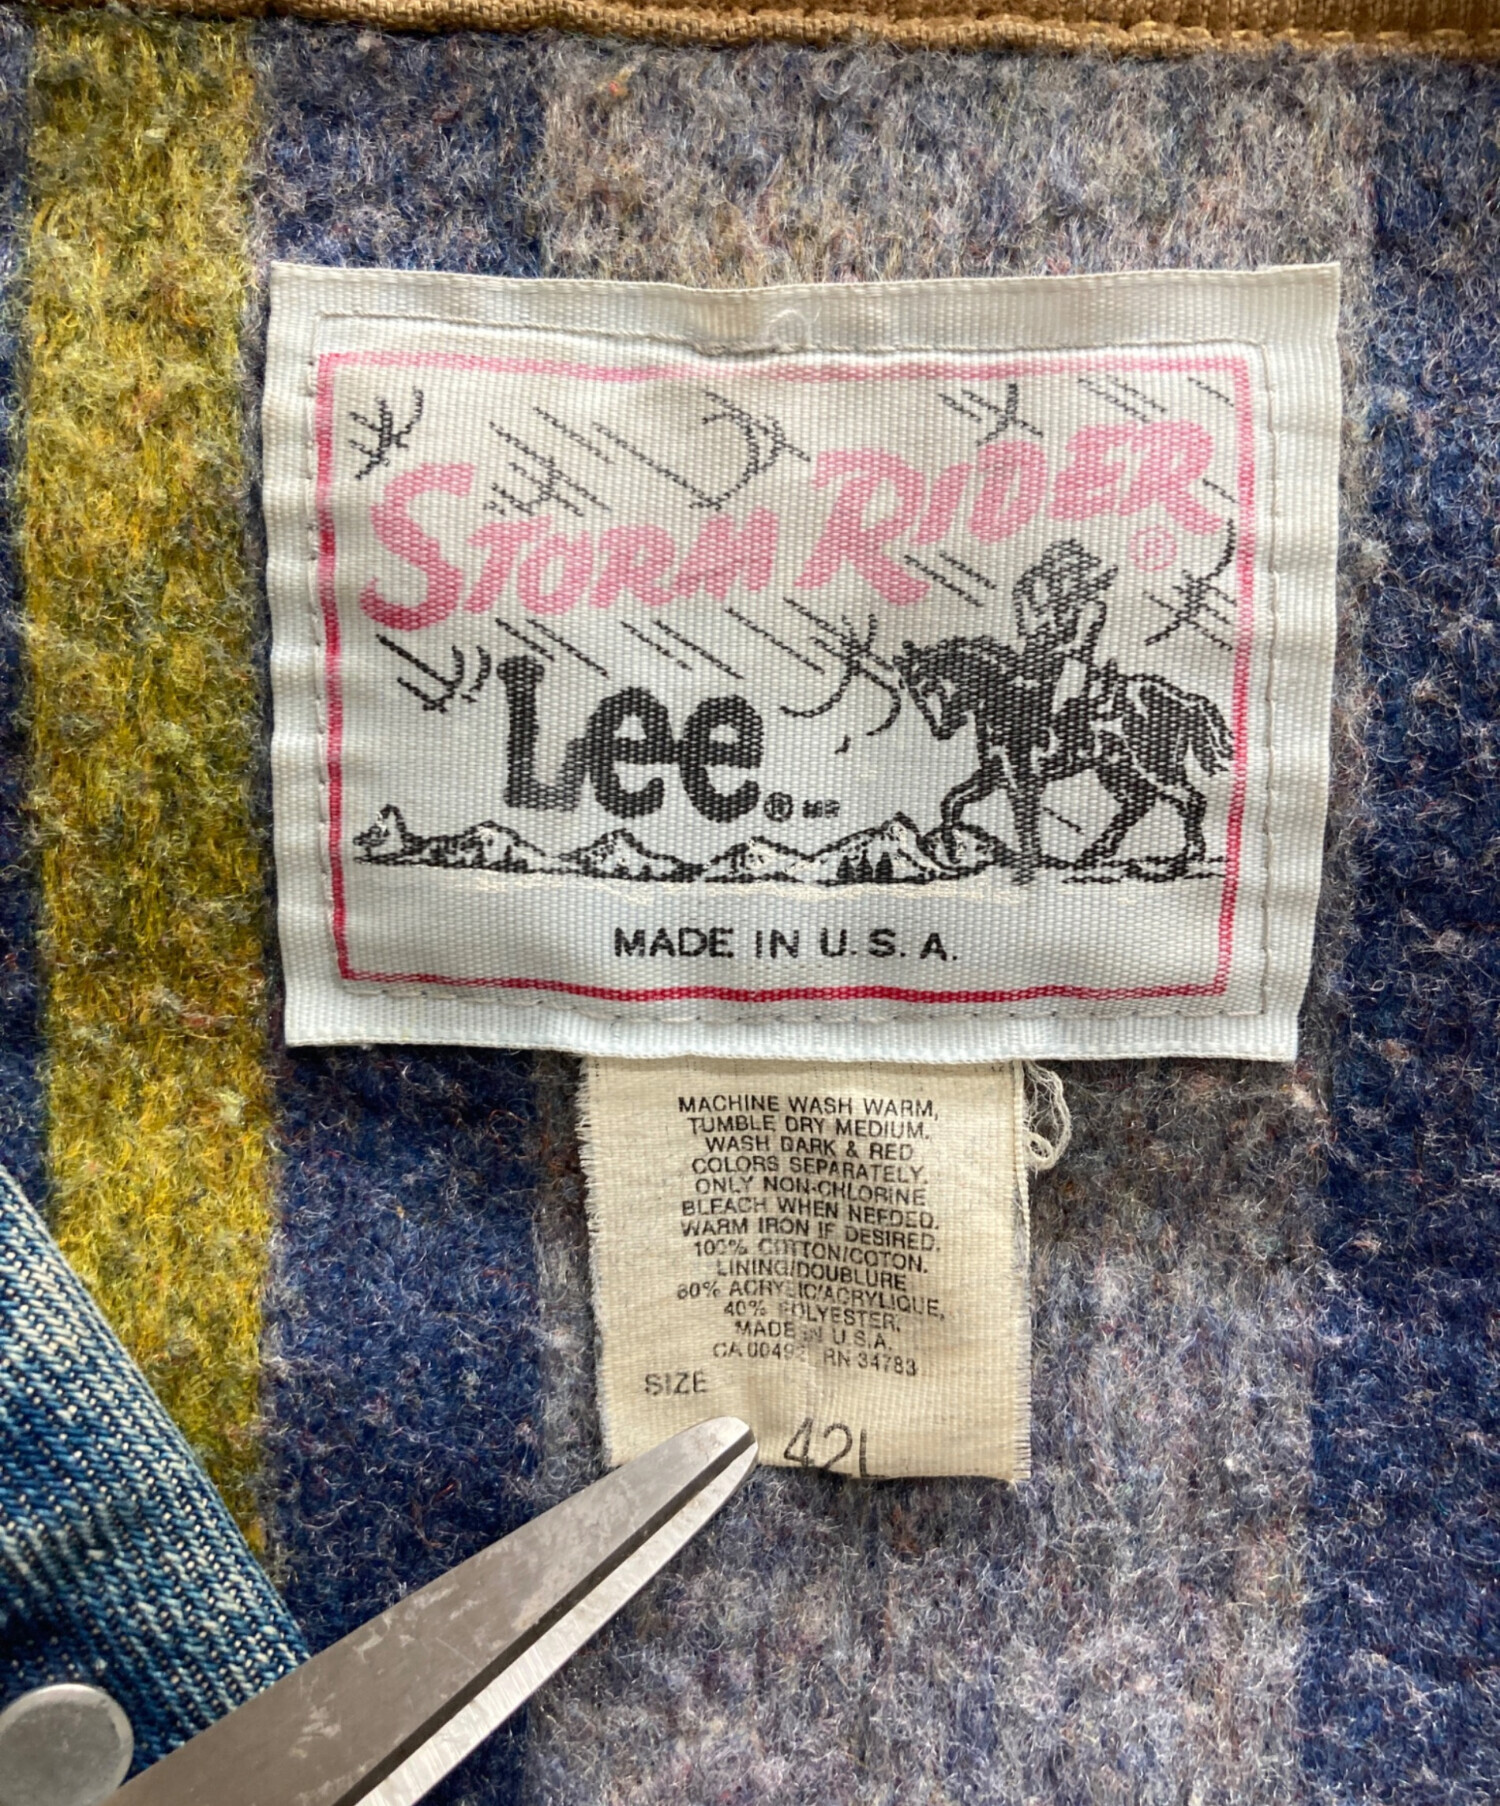 STORM RIDER
®
Lee® MR
MADE IN U.S.A.
MACHINE WASH WARM,
TUMBLE DRY MEDIUM.
WASH DARK & RED
COLORS SEPARATELY.
ONLY NON-CHLORINE
BLEACH WHEN NEEDED.
WARM IRON IF DESIRED.
100% COTTON/COTON.
LINING/DOUBLURE
60% ACRYLIC/ACRYLIQUE,
40% POLYESTER.
MADE IN U.S.A.
RN 34783
SIZE
42L